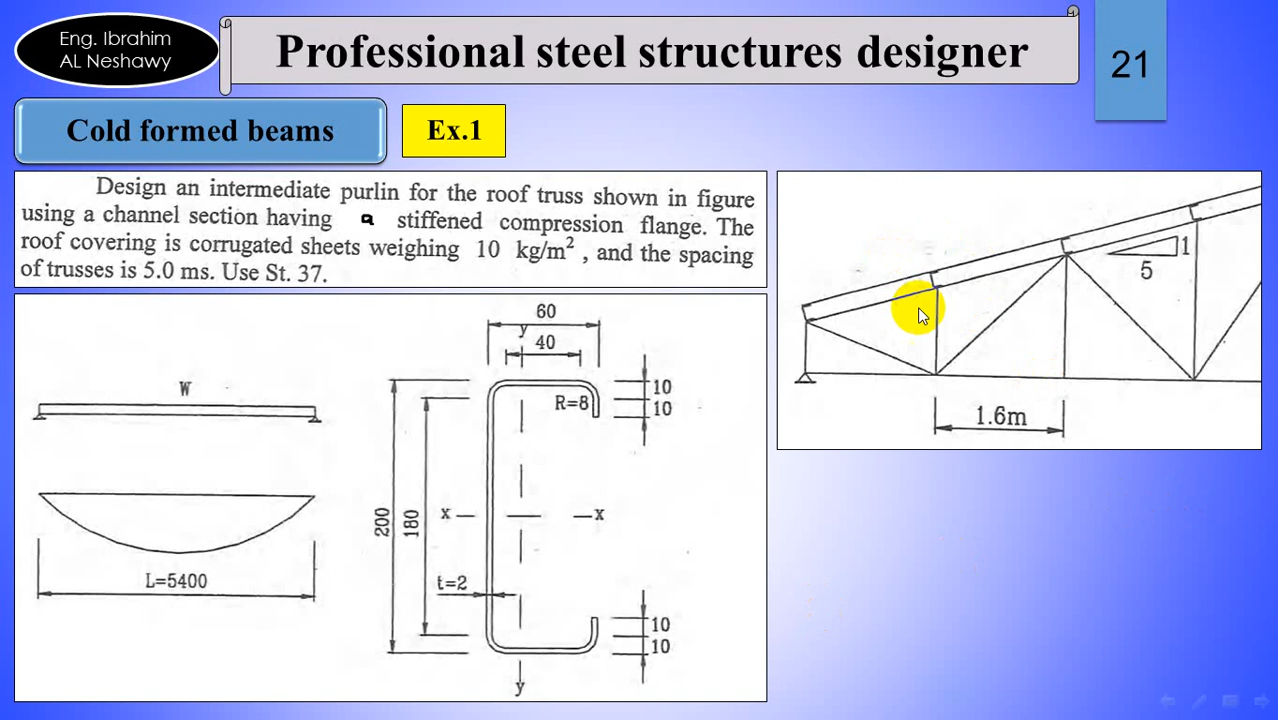 Eng. Ibrahim
AL Neshawy
Professional steel structures designer
21
Cold formed beams
Ex.1
Design an intermediate purlin for the roof truss shown in figure
using a channel section having a stiffened compression flange. The
roof covering is corrugated sheets weighing 10 kg/m², and the spacing
of trusses is 5.0 ms. Use St. 37.
1
5
1.6m
W
L=5400
60
y
40
10
R=8
10
200
180
x
x
t=2
10
10
y